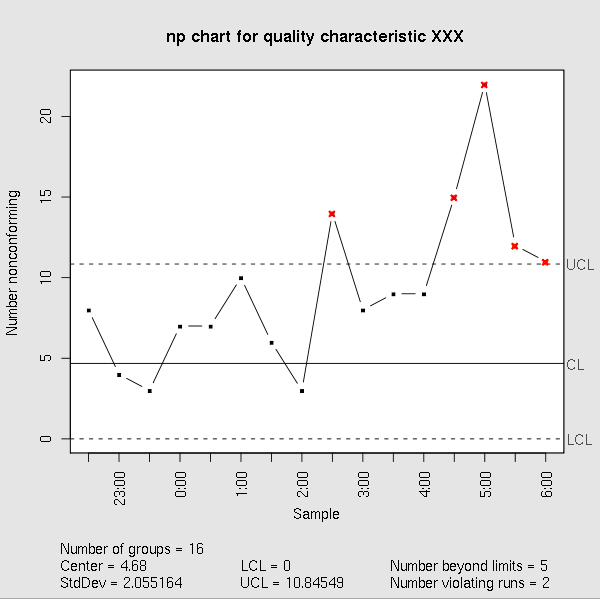 np chart for quality characteristic XXX
Number nonconforming
20
15
10
5
0
UCL
CL
LCL
23:00
0:00
1:00
2:00
3:00
4:00
5:00
6:00
Sample
Number of groups = 16
Center = 4.68
LCL = 0
Number beyond limits = 5
StdDev = 2.055164
UCL = 10.84549
Number violating runs = 2